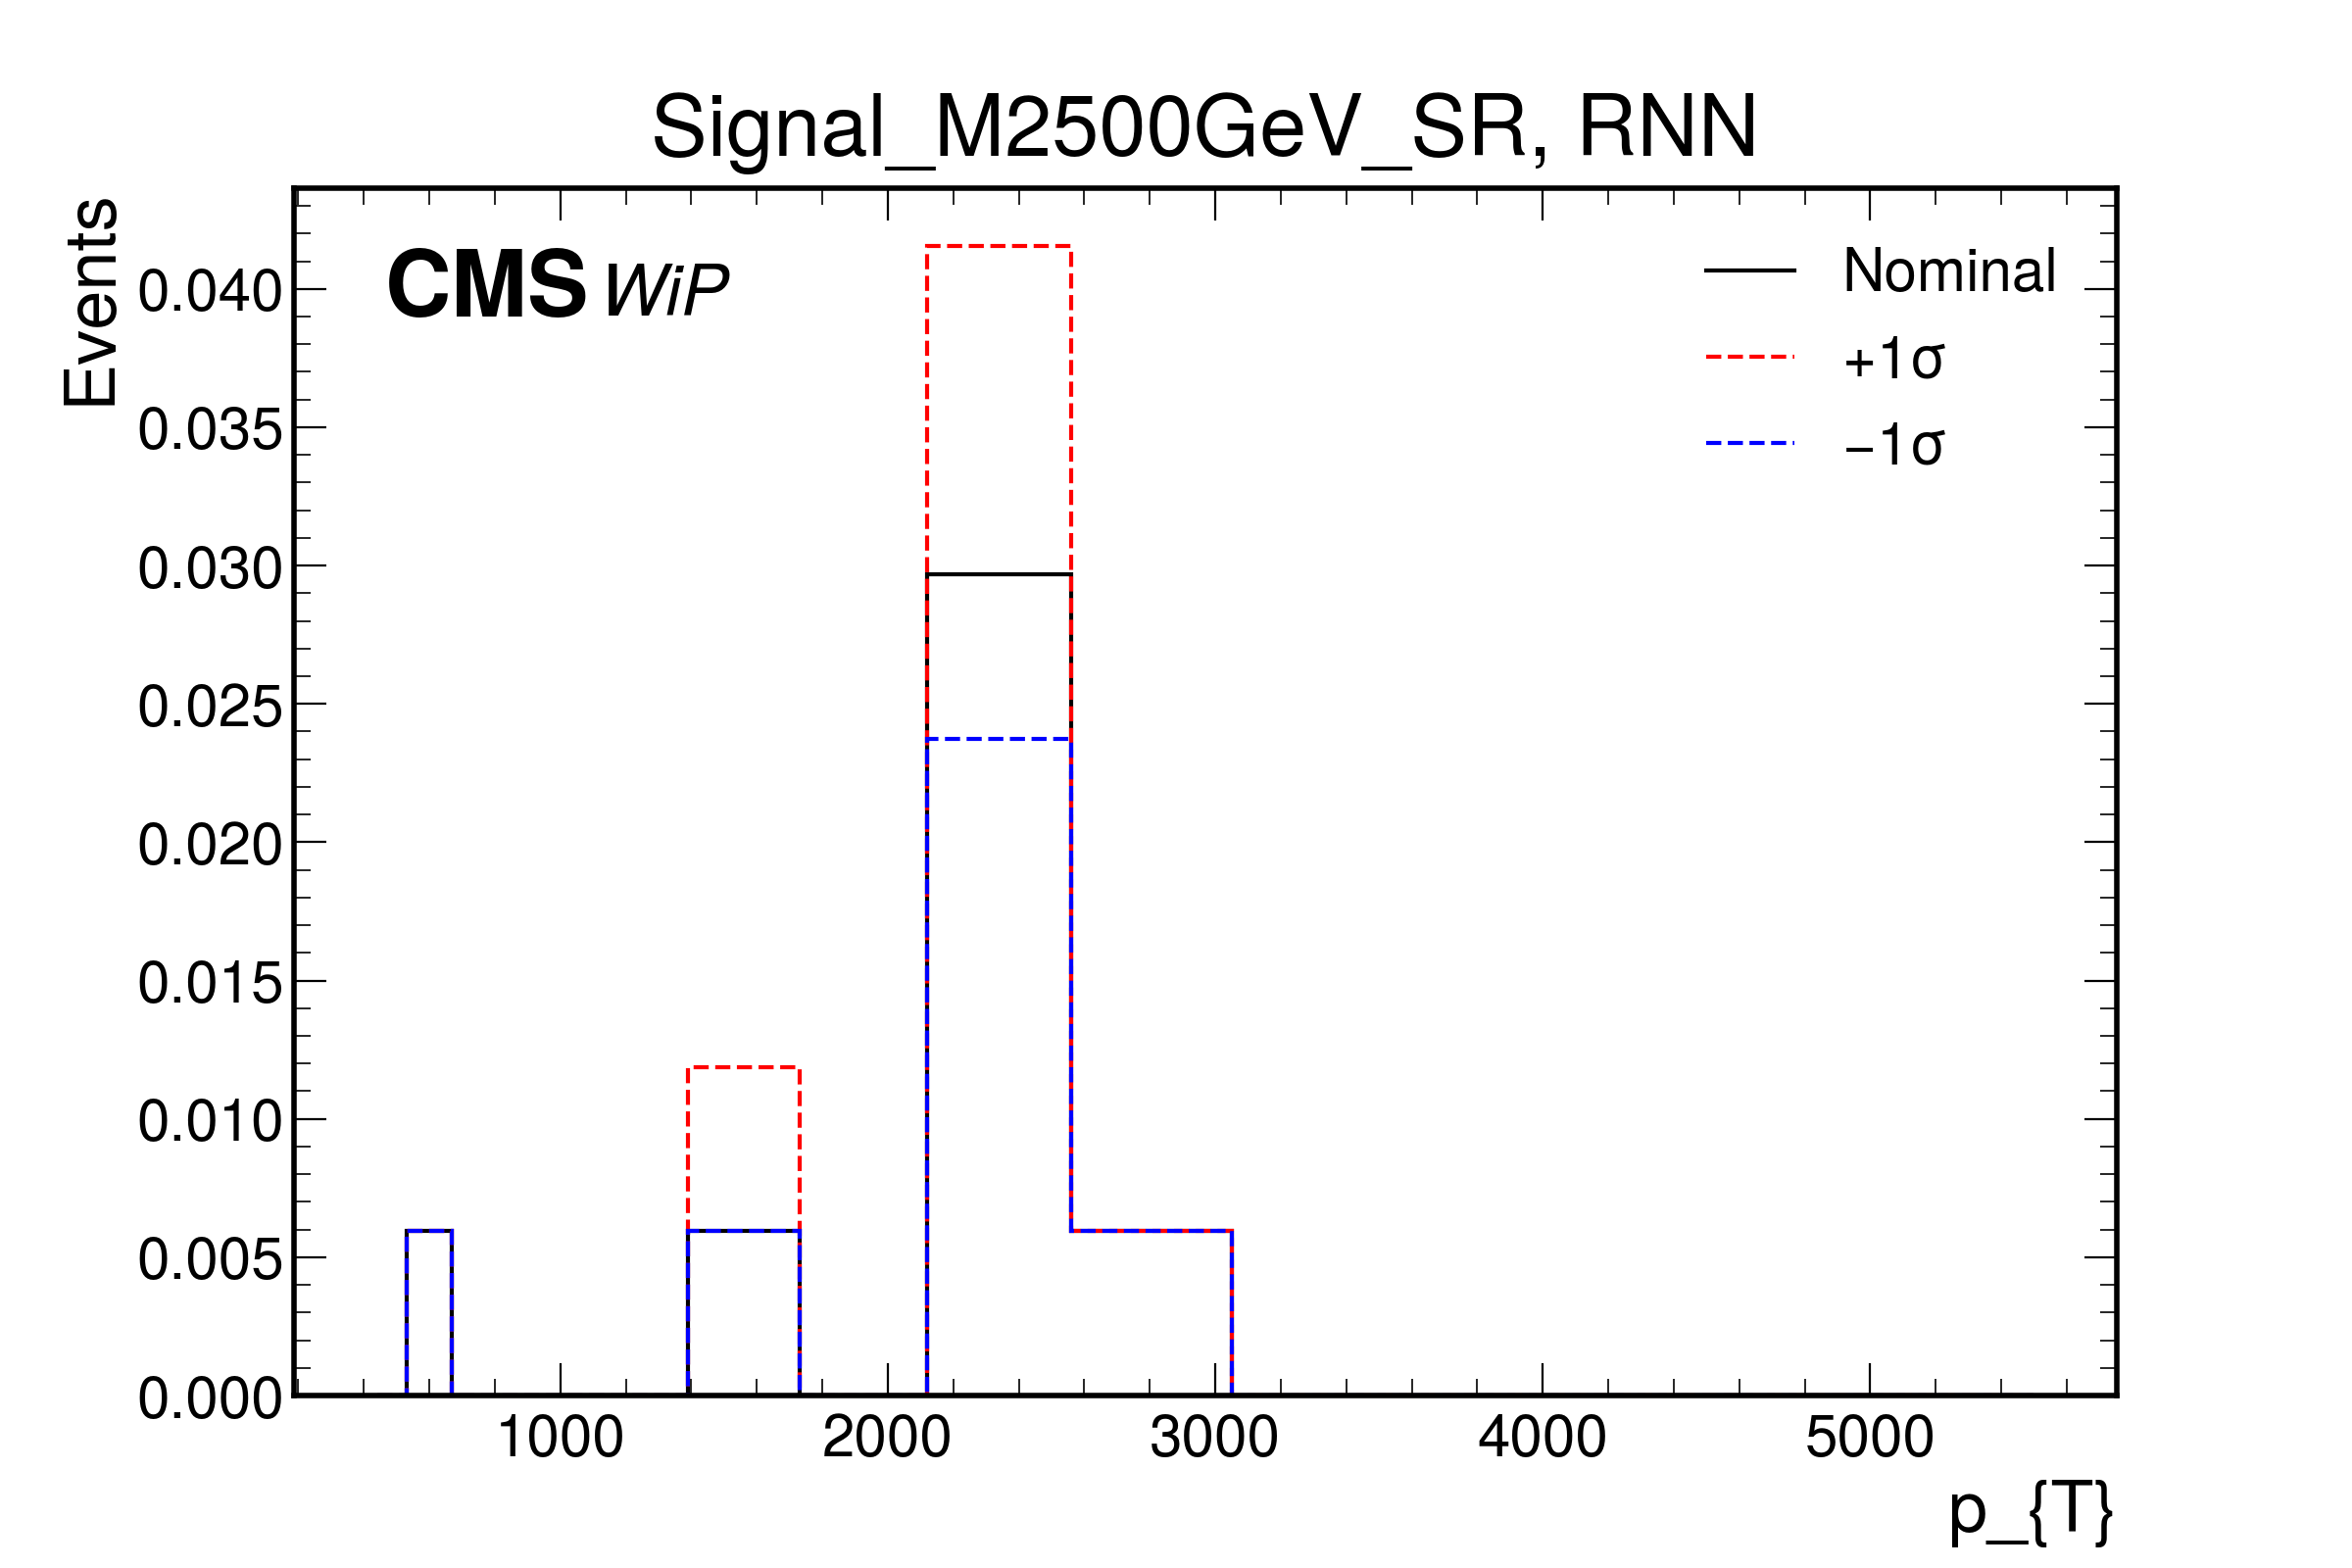 Signal_M2500GeV_SR, RNN
Events
CMS WiP
Nominal
+1σ
−1σ
0.040
0.035
0.030
0.025
0.020
0.015
0.010
0.005
0.000
1000 2000 3000 4000 5000
p_{T}